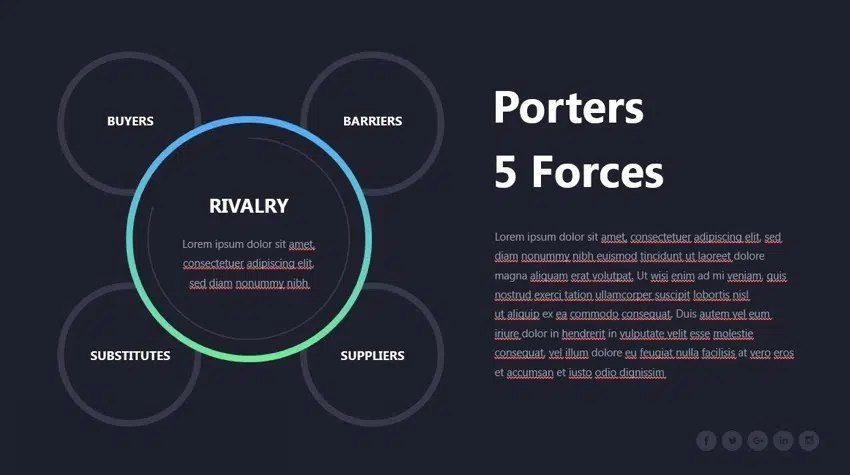 BUYERS
BARRIERS
RIVALRY
Lorem ipsum dolor sit amet,
consectetuer adipiscing elit,
sed diam nonummy nibh
SUBSTITUTES
SUPPLIERS
Porters
5 Forces
Lorem ipsum dolor sit amet, consectetuer adipiscing elit, sed
diam nonummy nibh euismod tincidunt ut laoreet dolore
magna aliquam erat volutpat. Ut wisi enim ad mi veniam, quis
nostrud exerci tation ullamcorper suscipit lobortis nisl
ut aliquip ex ea commodo consequat. Duis autem vel eum
iriure dolor in hendrerit in vulputate velit esse molestie
consequat, vel illum dolore eu feugiat nulla facilisis at vero eros
et accumsan et iusto odio dignissim